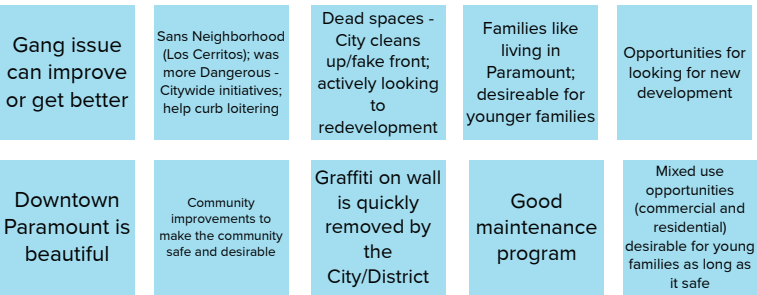 Gang issue
can improve
or get better
Sans Neighborhood
(Los Cerritos); was
more Dangerous -
Citywide initiatives;
help curb loitering
Dead spaces -
City cleans
up/fake front;
actively looking
to
redevelopment
Families like
living in
Paramount;
desireable for
younger families
Opportunities for
looking for new
development
Downtown
Paramount is
beautiful
Community
improvements to
make the community
safe and desirable
Graffiti on wall
is quickly
removed by
the
City/District
Good
maintenance
program
Mixed use
opportunities
(commercial and
residential)
desirable for young
families as long as
it safe